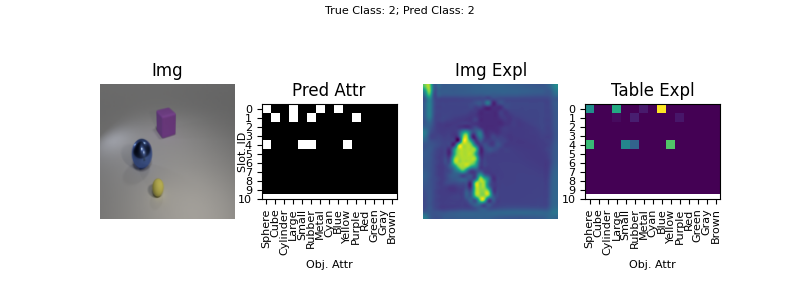 True Class: 2; Pred Class: 2
Img
Pred Attr
Img Expl
Table Expl
Slot. ID
0
1
2
3
4
5
6
7
8
9
10
Sphere
Cube
Cylinder
Large
Small
Rubber
Metal
Cyan
Blue
Yellow
Purple
Red
Green
Gray
Brown
Obj. Attr
0
1
2
3
4
5
6
7
8
9
10
Sphere
Cube
Cylinder
Large
Small
Rubber
Metal
Cyan
Blue
Yellow
Purple
Red
Green
Gray
Brown
Obj. Attr